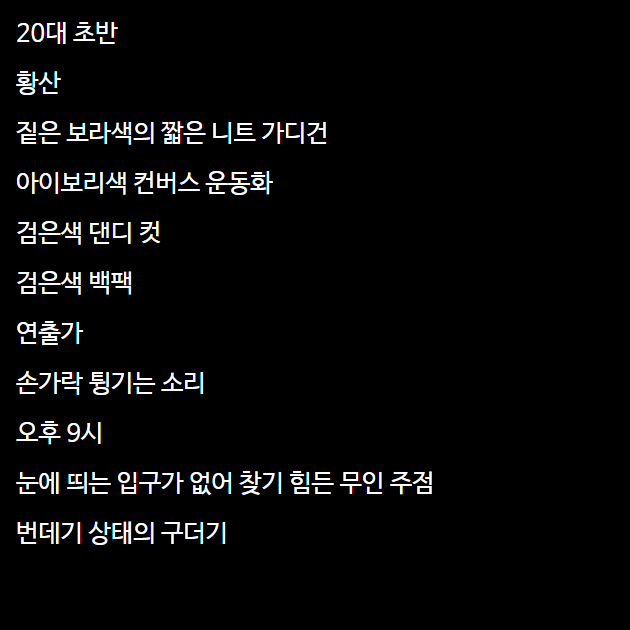 20대 초반
황산
짙은 보라색의 짧은 니트 가디건
아이보리색 컨버스 운동화
검은색 댄디 컷
검은색 백팩
연출가
손가락 튕기는 소리
오후 9시
눈에 띄는 입구가 없어 찾기 힘든 무인 주점
번데기 상태의 구더기